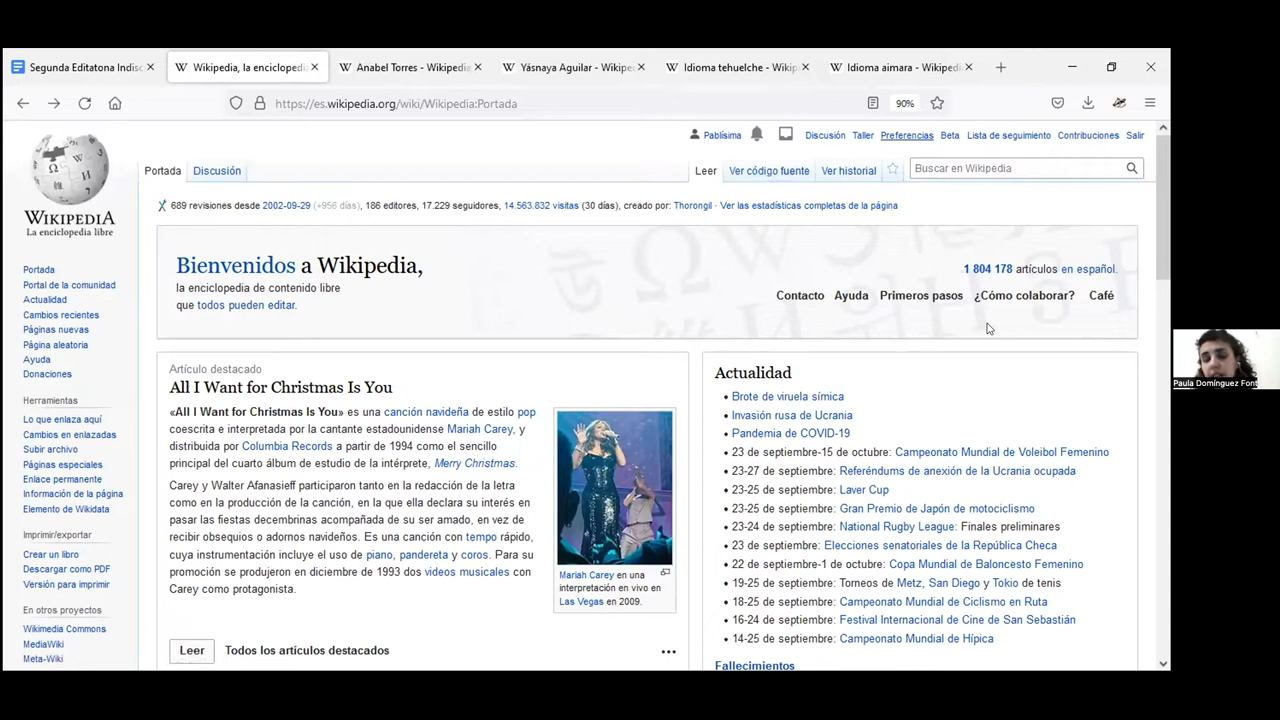 Segunda Editatona Indisc
Wikipedia, la enciclopedi
Anabel Torres - Wikipedia
Yásnaya Aguilar - Wikipe
Idioma tehuelche - Wikip
Idioma aimara - Wikipedi
https://es.wikipedia.org/wiki/Wikipedia:Portada
90%
Pablísima Discusión Taller Preferencias Beta Lista de seguimiento Contribuciones Salir
Portada Discusión Leer Ver código fuente Ver historial Buscar en Wikipedia
WIKIPEDIA
La enciclopedia libre
689 revisiones desde 2002-09-29 (+956 días), 186 editores, 17.229 seguidores, 14.563.832 visitas (30 días), creado por: Thorongil · Ver las estadísticas completas de la página
Bienvenidos a Wikipedia,
la enciclopedia de contenido libre
que todos pueden editar.
1 804 178 artículos en español.
Contacto Ayuda Primeros pasos ¿Cómo colaborar? Café
Portada
Portal de la comunidad
Actualidad
Cambios recientes
Páginas nuevas
Página aleatoria
Ayuda
Donaciones
Herramientas
Lo que enlaza aquí
Cambios en enlazadas
Subir archivo
Páginas especiales
Enlace permanente
Información de la página
Elemento de Wikidata
Imprimir/exportar
Crear un libro
Descargar como PDF
Versión para imprimir
En otros proyectos
Wikimedia Commons
MediaWiki
Meta-Wiki
Artículo destacado
All I Want for Christmas Is You
«All I Want for Christmas Is You» es una canción navideña de estilo pop
coescrita e interpretada por la cantante estadounidense Mariah Carey, y
distribuida por Columbia Records a partir de 1994 como el sencillo
principal del cuarto álbum de estudio de la intérprete, Merry Christmas.
Carey y Walter Afanasieff participaron tanto en la redacción de la letra
como en la producción de la canción, en la que ella declara su interés en
pasar las fiestas decembrinas acompañada de su ser amado, en vez de
recibir obsequios o adornos navideños. Es una canción con tempo rápido,
cuya instrumentación incluye el uso de piano, pandereta y coros. Para su
promoción se produjeron en diciembre de 1993 dos videos musicales con
Carey como protagonista.
Mariah Carey en una
interpretación en vivo en
Las Vegas en 2009.
Leer Todos los artículos destacados
Actualidad
• Brote de viruela símica
• Invasión rusa de Ucrania
• Pandemia de COVID-19
• 23 de septiembre-15 de octubre: Campeonato Mundial de Voleibol Femenino
• 23-27 de septiembre: Referéndums de anexión de la Ucrania ocupada
• 23-25 de septiembre: Laver Cup
• 23-25 de septiembre: Gran Premio de Japón de motociclismo
• 23-24 de septiembre: National Rugby League: Finales preliminares
• 23 de septiembre: Elecciones senatoriales de la República Checa
• 22 de septiembre-1 de octubre: Copa Mundial de Baloncesto Femenino
• 19-25 de septiembre: Torneos de Metz, San Diego y Tokio de tenis
• 18-25 de septiembre: Campeonato Mundial de Ciclismo en Ruta
• 16-24 de septiembre: Festival Internacional de Cine de San Sebastián
• 14-25 de septiembre: Campeonato Mundial de Hípica
Fallecimientos
Paula Domínguez Font